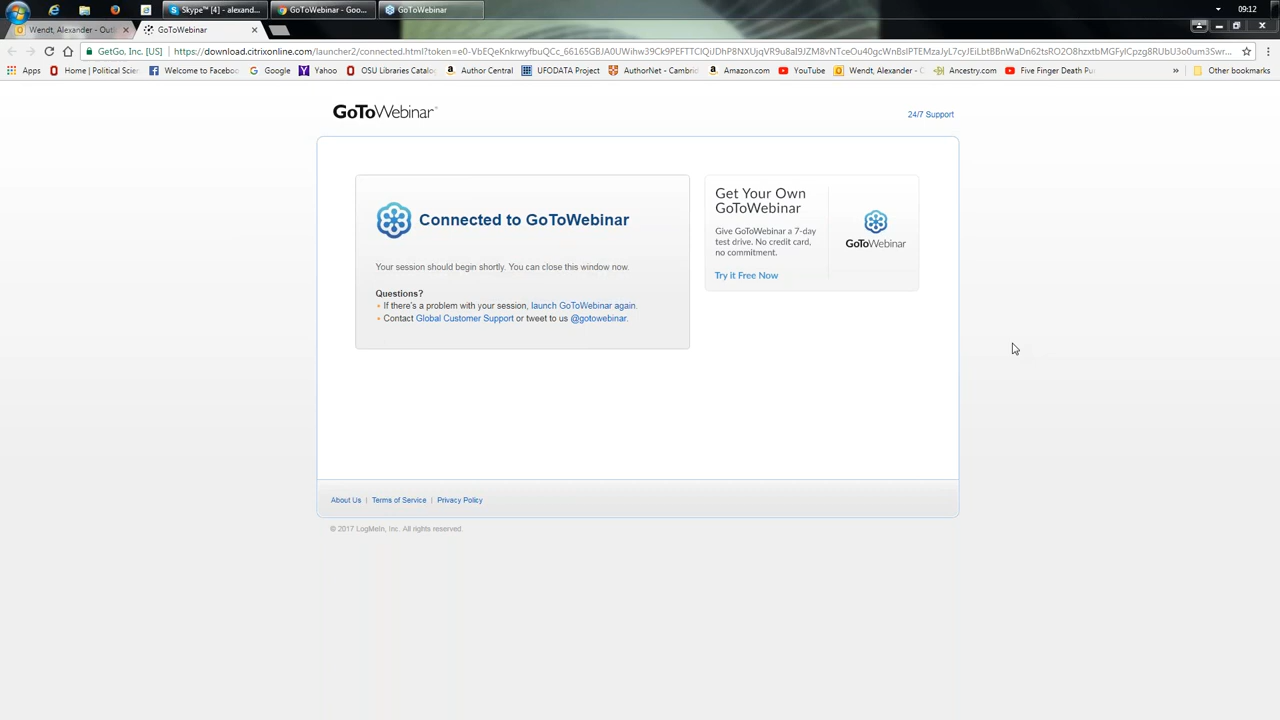 Skype™ [4] - alexand...
GoToWebinar - Goo...
GoToWebinar
09:12
Wendt, Alexander - Out
GoToWebinar
GetGo, Inc. [US]
Apps
Home | Political Scien
Welcome to Faceboo
Google
Yahoo
OSU Libraries Catalog
Author Central
UFODATA Project
AuthorNet - Cambrid
Amazon.com
YouTube
Wendt, Alexander - O
Ancestry.com
Five Finger Death Pu
»
Other bookmarks
GoToWebinar
24/7 Support
Connected to GoToWebinar
Your session should begin shortly. You can close this window now.
Questions?
If there's a problem with your session, launch GoToWebinar again.
Contact Global Customer Support or tweet to us @gotowebinar.
Get Your Own
GoToWebinar
Give GoToWebinar a 7-day
test drive. No credit card,
no commitment.
Try it Free Now
GoToWebinar
About Us | Terms of Service | Privacy Policy
© 2017 LogMeIn, Inc. All rights reserved.